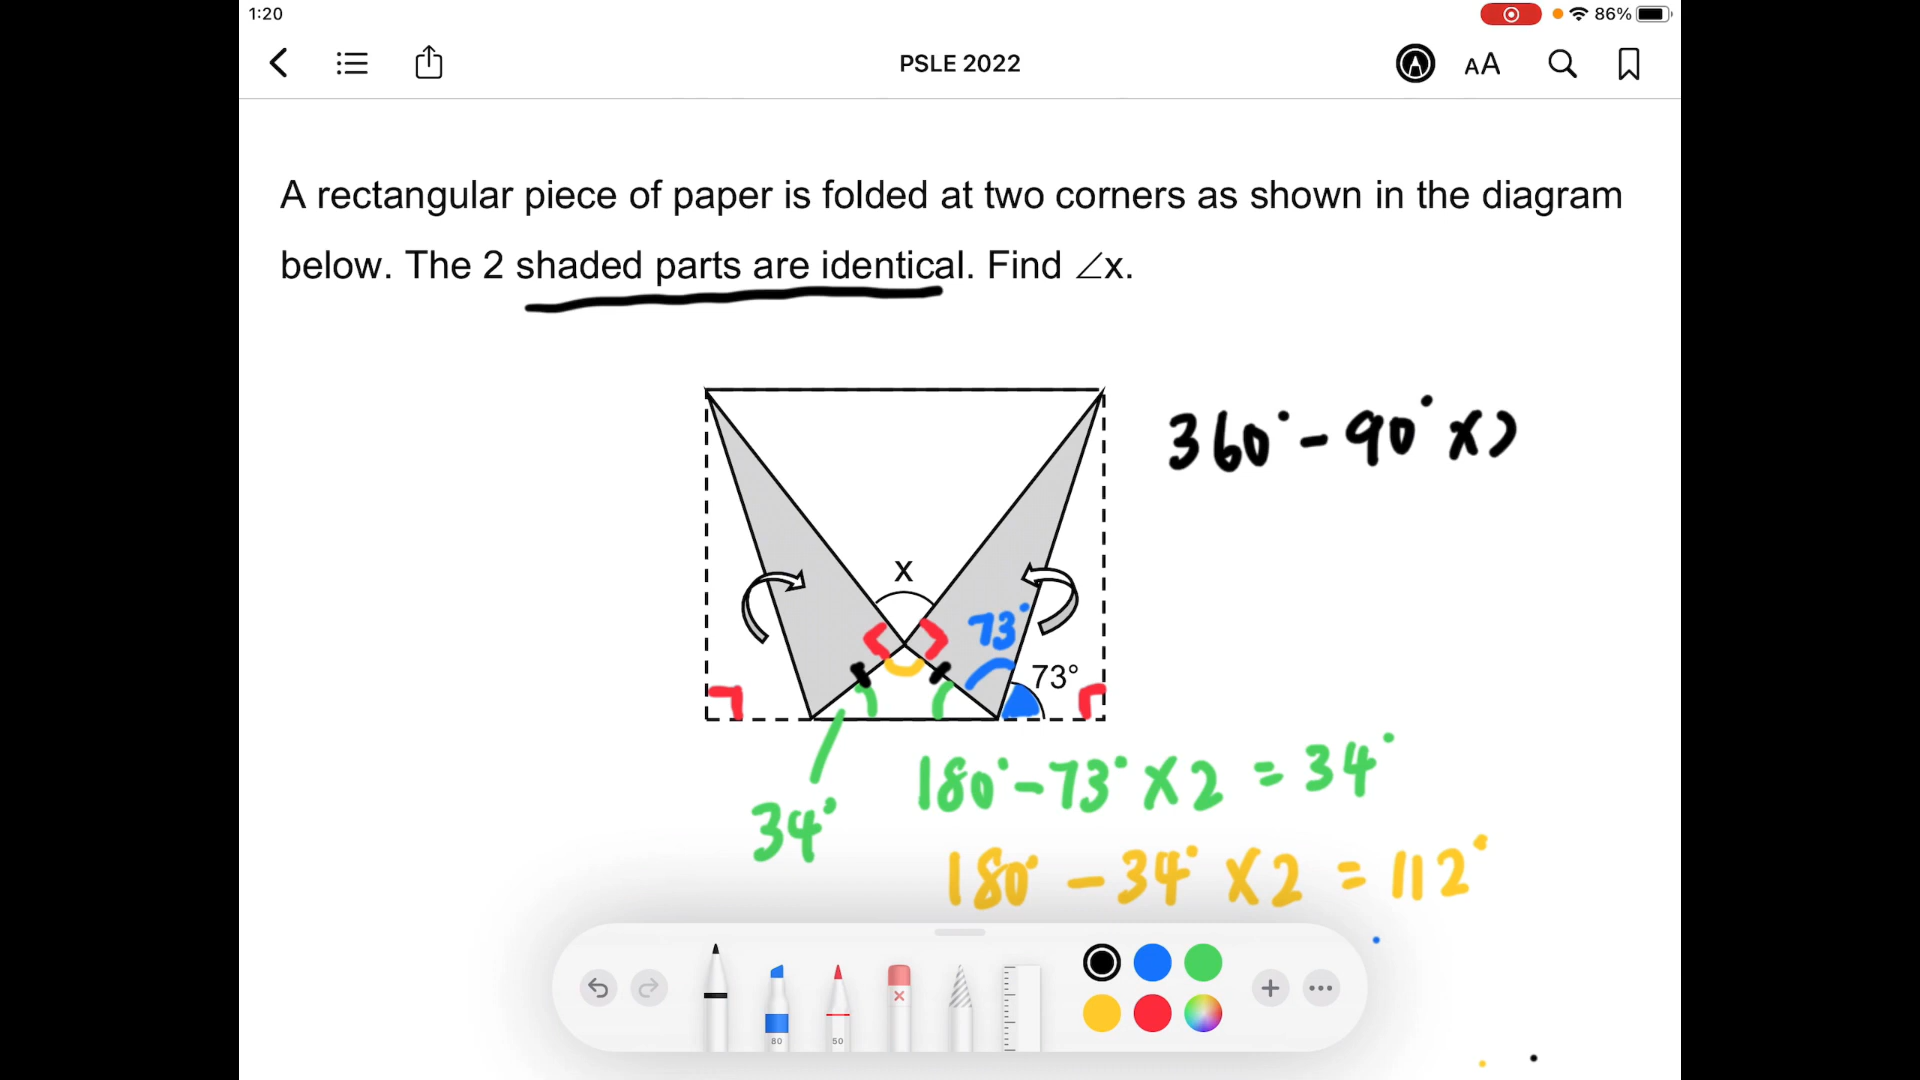 1:20
86%
PSLE 2022
AA
A rectangular piece of paper is folded at two corners as shown in the diagram
below. The 2 shaded parts are identical. Find ∠x.
360° - 90° x2
x
73°
73°
180° - 73° x 2 = 34°
34°
180° - 34° x 2 = 112°
80
50